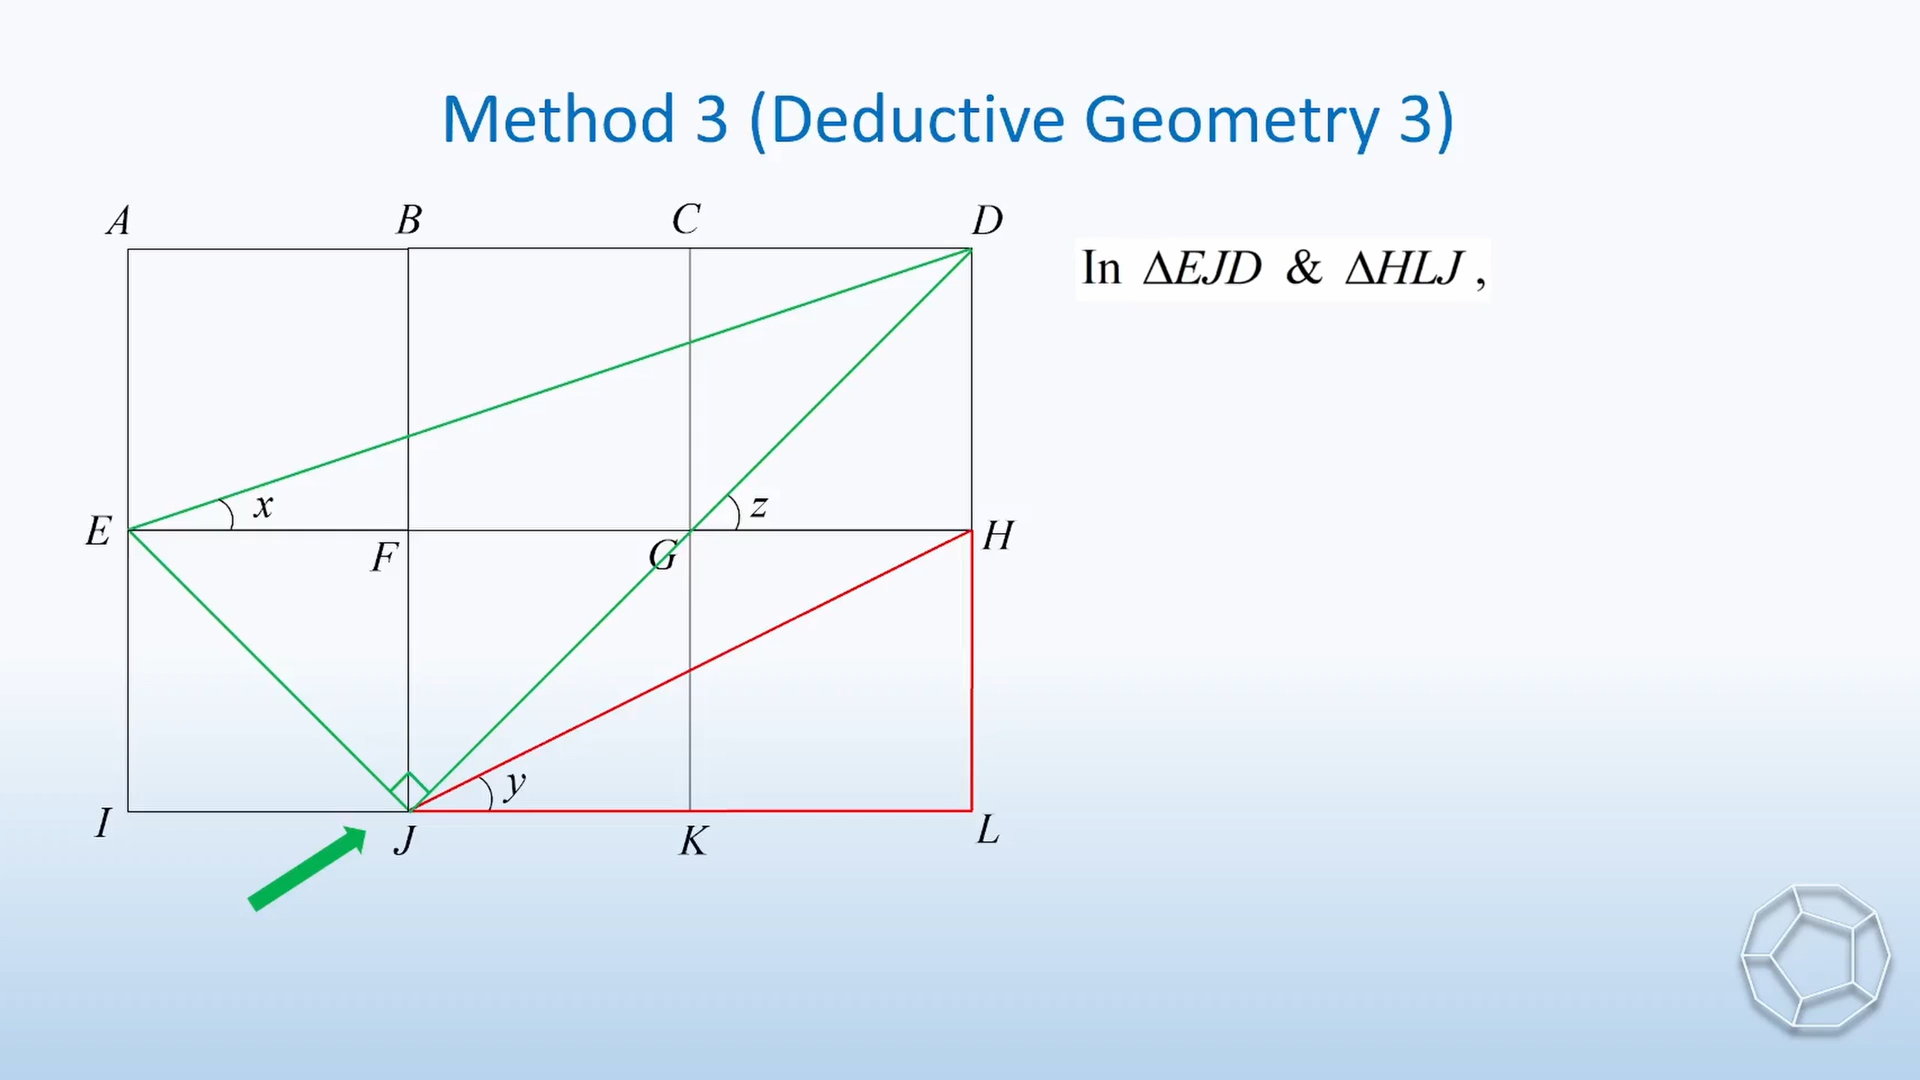 Method 3 (Deductive Geometry 3)
A B C D
In ΔEJD & ΔHLJ ,
x z
E F G H
y
I J K L